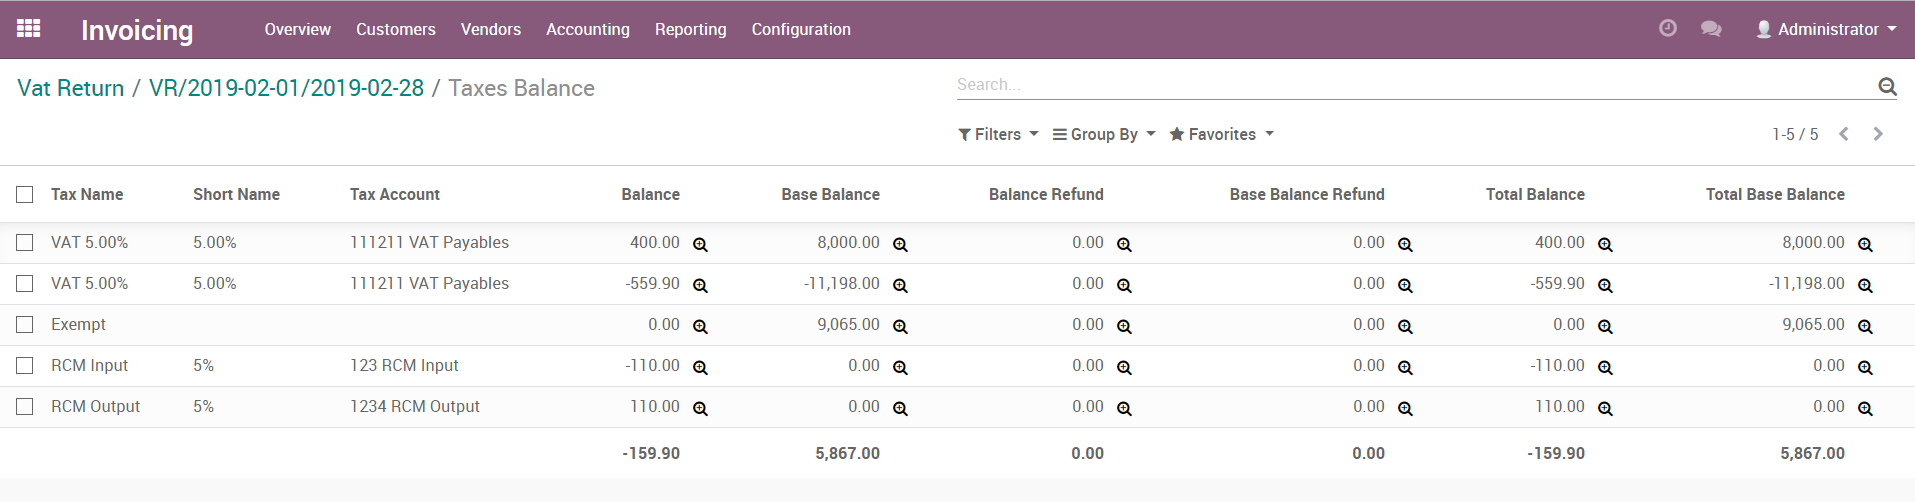 Invoicing Overview Customers Vendors Accounting Reporting Configuration Administrator
Vat Return / VR/2019-02-01/2019-02-28 / Taxes Balance
Search...
Filters Group By Favorites 1-5 / 5
Tax Name Short Name Tax Account Balance Base Balance Balance Refund Base Balance Refund Total Balance Total Base Balance
VAT 5.00% 5.00% 111211 VAT Payables 400.00 8,000.00 0.00 0.00 400.00 8,000.00
VAT 5.00% 5.00% 111211 VAT Payables -559.90 -11,198.00 0.00 0.00 -559.90 -11,198.00
Exempt 0.00 9,065.00 0.00 0.00 0.00 9,065.00
RCM Input 5% 123 RCM Input -110.00 0.00 0.00 0.00 -110.00 0.00
RCM Output 5% 1234 RCM Output 110.00 0.00 0.00 0.00 110.00 0.00
-159.90 5,867.00 0.00 0.00 -159.90 5,867.00